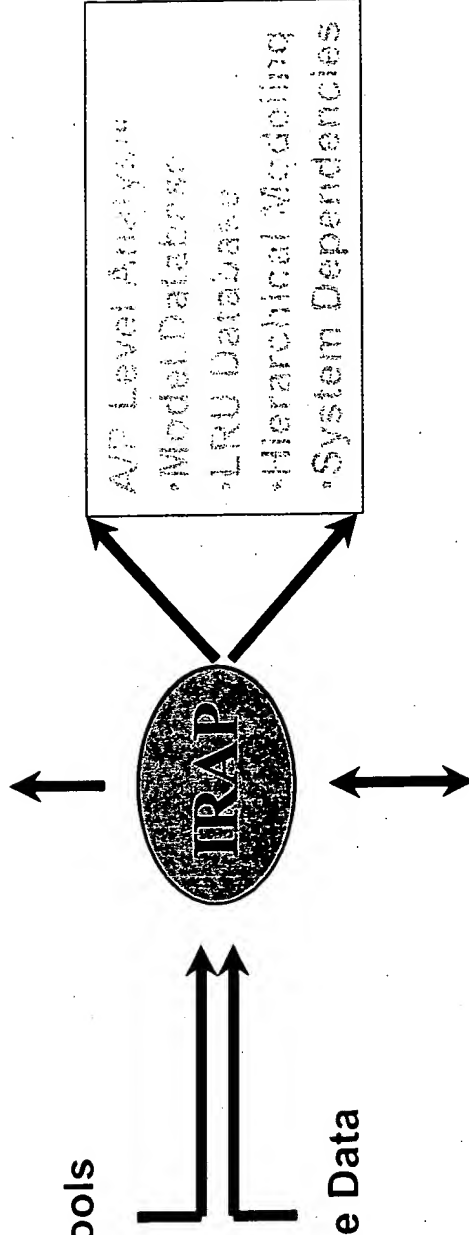 ools
e Data
IRAP
A/P Level Analysis
•Model Database
•LRU Database
•Hierarchical Modeling
•System Dependencies